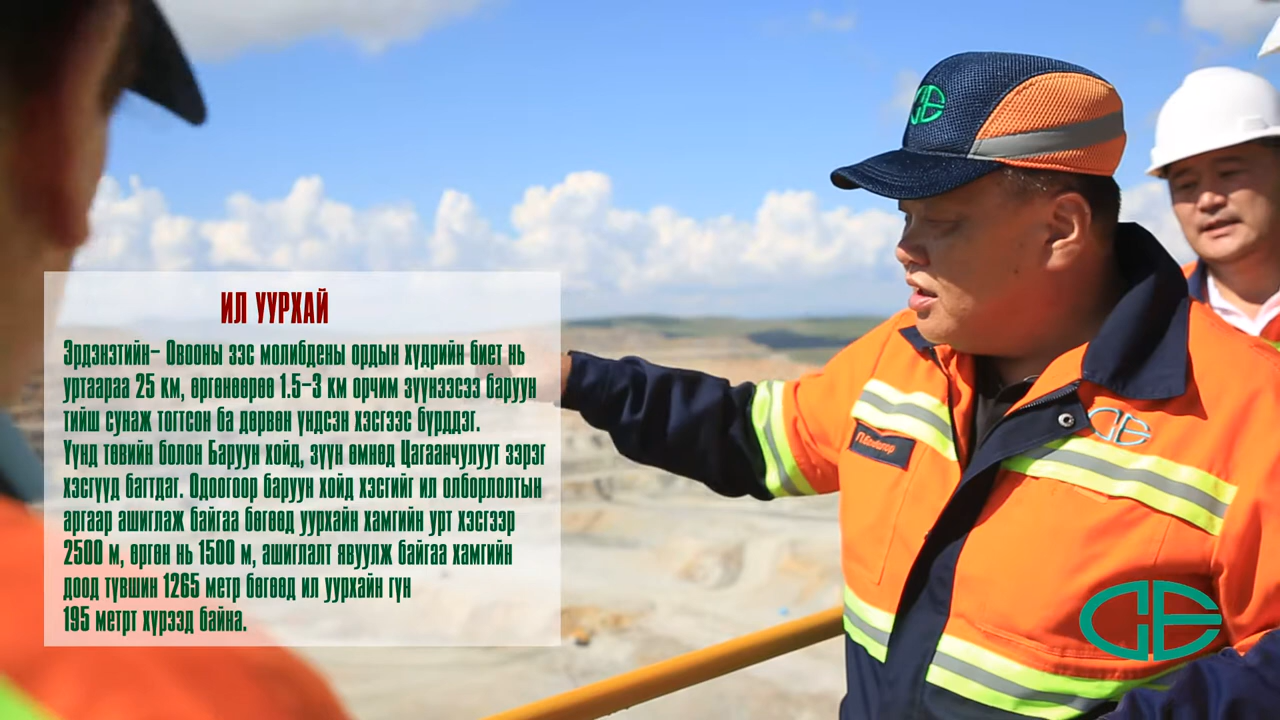 ИЛ УУРХАЙ
Эрдэнэтийн- Овооны зэс молибдены ордын хүдрийн биет нь
уртаараа 25 км, өргөнөөрөө 1.5-3 км орчим зүүнээсээ баруун
тийш сунаж тогтсон ба дөрвөн үндсэн хэсгээс бүрддэг.
Үүнд төвийн болон Баруун хойд, зүүн өмнөд Цагаанчулуут зэрэг
хэсгүүд багтдаг. Одоогоор баруун хойд хэсгийг ил олборлолтын
аргаар ашиглаж байгаа бөгөөд уурхайн хамгийн урт хэсгээр
2500 м, өргөн нь 1500 м, ашиглалт явуулж байгаа хамгийн
доод түвшин 1265 метр бөгөөд ил уурхайн гүн
195 метрт хүрээд байна.